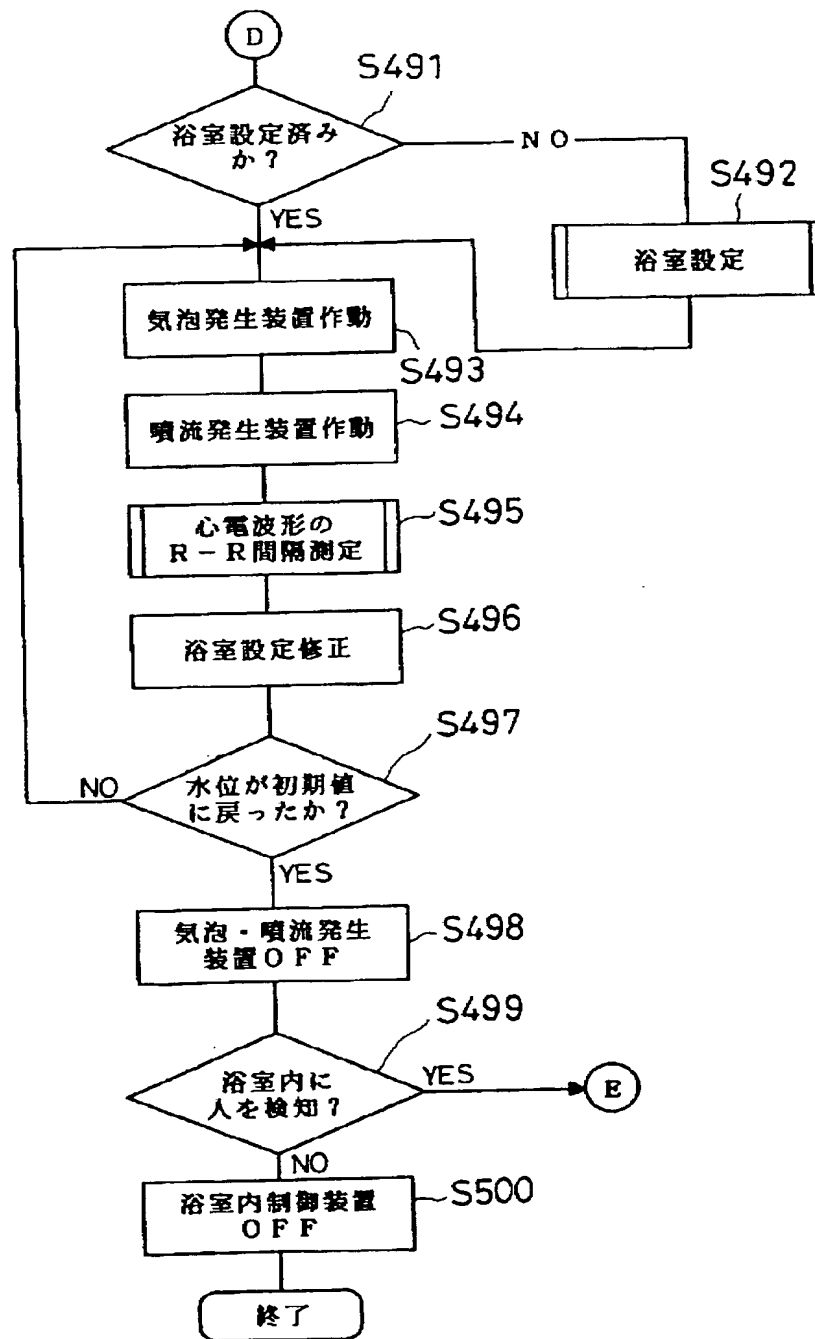 D
S491
浴室設定済み
か？
NO
S492
YES
浴室設定
気泡発生装置作動
S493
噴流発生装置作動
S494
心電波形の
R－R間隔測定
S495
浴室設定修正
S496
S497
水位が初期値
に戻ったか？
NO
YES
気泡・噴流発生
装置OFF
S498
S499
浴室内に
人を検知？
YES
E
NO
浴室内制御装置
OFF
S500
終了